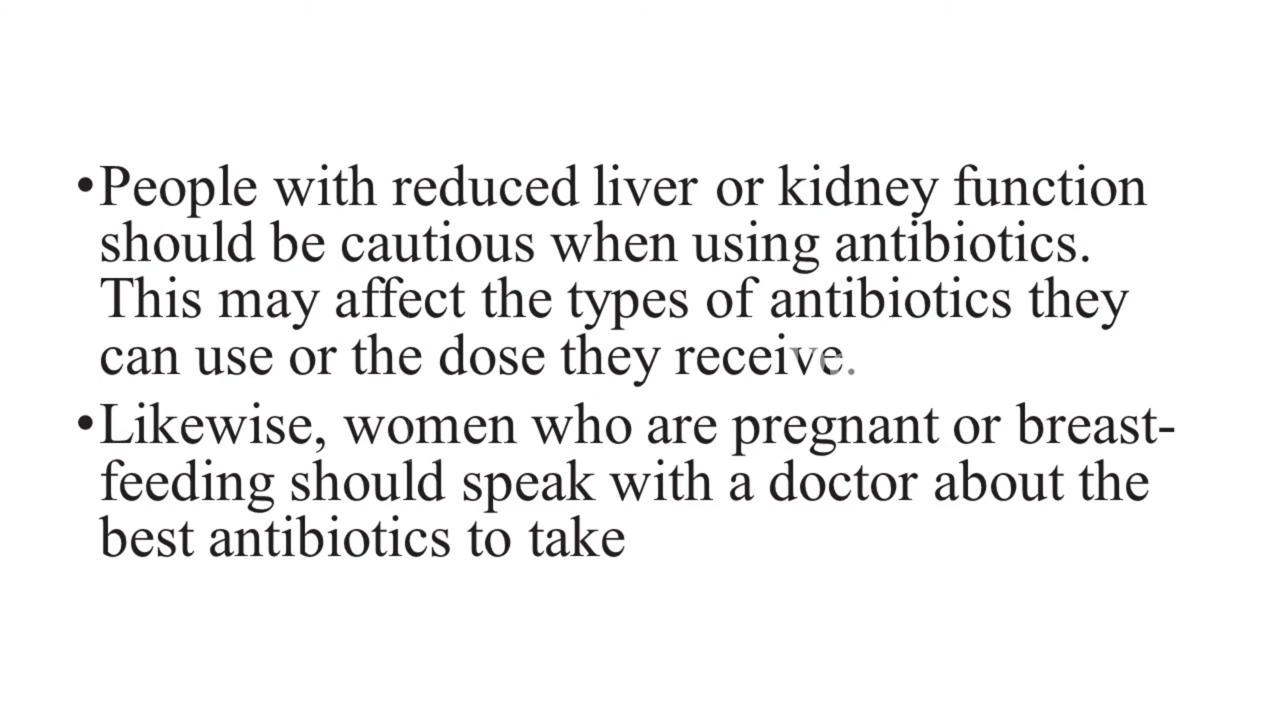 •People with reduced liver or kidney function
should be cautious when using antibiotics.
This may affect the types of antibiotics they
can use or the dose they receive.
•Likewise, women who are pregnant or breast-
feeding should speak with a doctor about the
best antibiotics to take